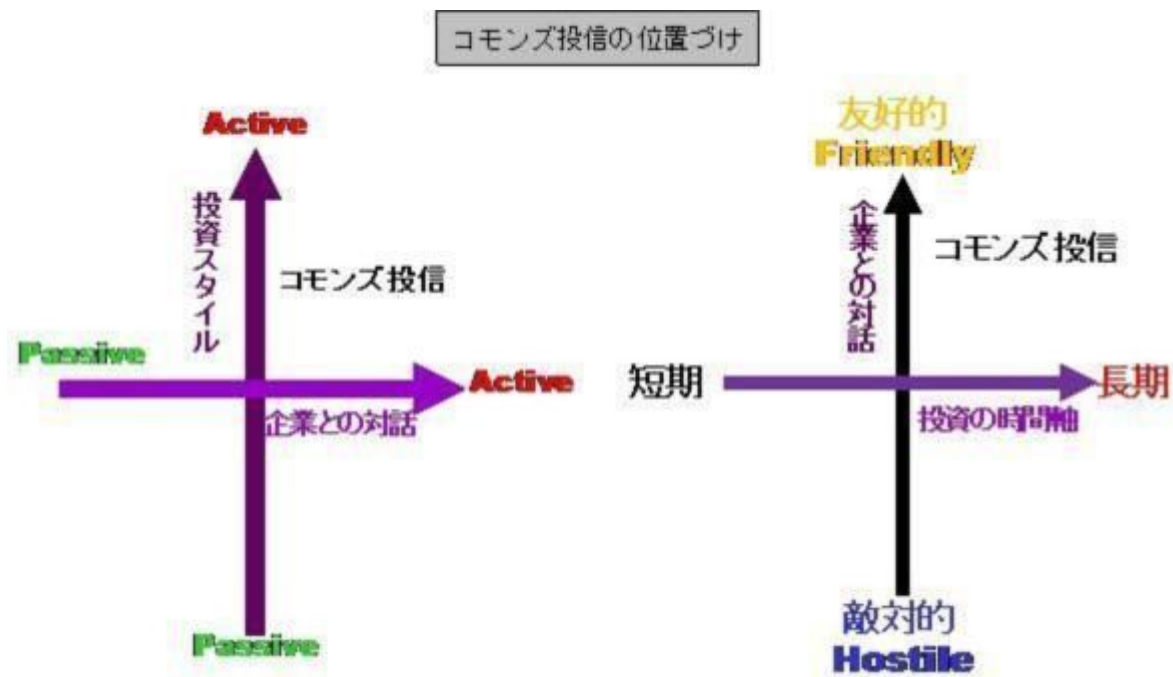 コモンズ投信の位置づけ
Active
投資スタイル
コモンズ投信
Passive
Active
企業との対話
Passive
友好的
Friendly
企業との対話
コモンズ投信
短期
長期
投資の時間軸
敵対的
Hostile